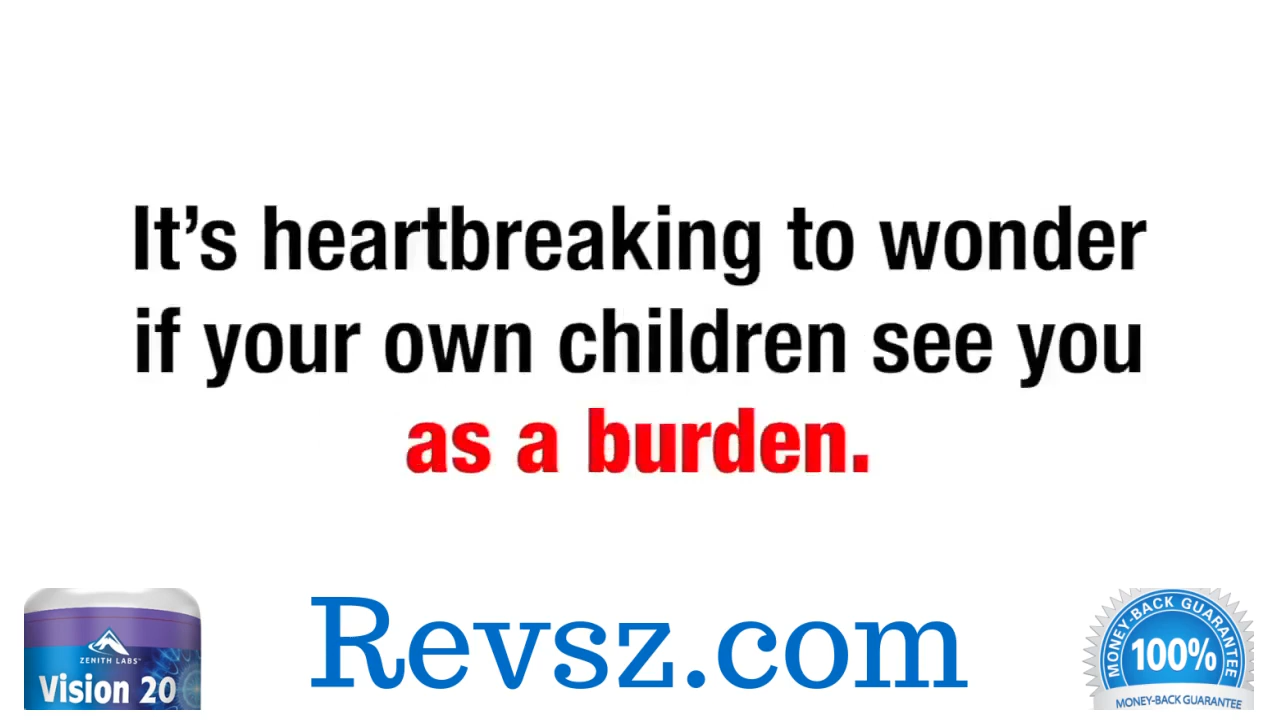 It’s heartbreaking to wonder
if your own children see you
as a burden.
ZENITH LABS™
Vision 20
Revsz.com
MONEY-BACK GUARANTEE
100%
MONEY-BACK GUARANTEE